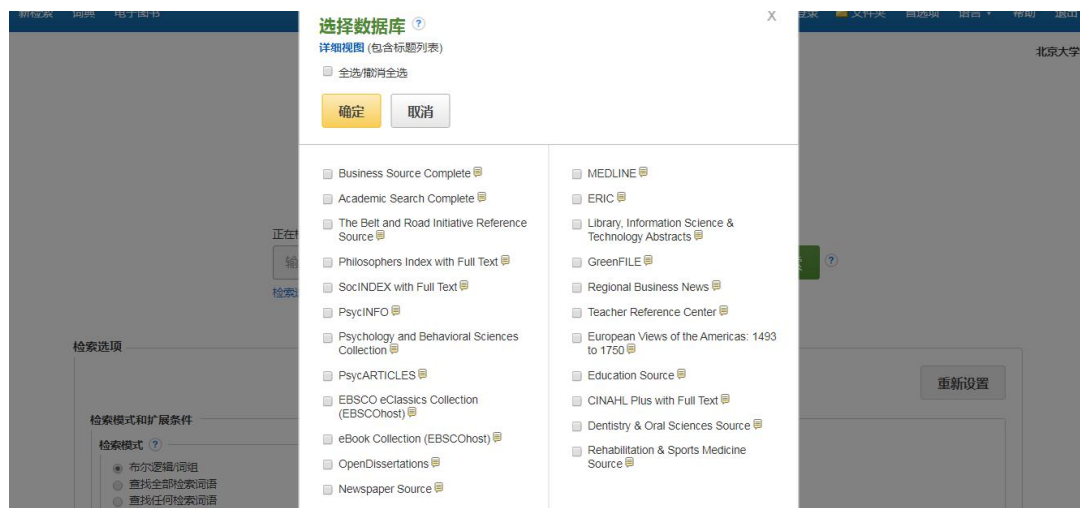 新检索 词典 电子图书
选择数据库
X
文件夹 首选项 语言 帮助 退出
详细视图 (包含标题列表)
北京大学
全选/撤消全选
确定 取消
Business Source Complete
Academic Search Complete
The Belt and Road Initiative Reference
Source
Philosophers Index with Full Text
SocINDEX with Full Text
PsycINFO
Psychology and Behavioral Sciences
Collection
PsycARTICLES
EBSCO eClassics Collection
(EBSCOhost)
eBook Collection (EBSCOhost)
OpenDissertations
Newspaper Source
MEDLINE
ERIC
Library, Information Science &
Technology Abstracts
GreenFILE
Regional Business News
Teacher Reference Center
European Views of the Americas: 1493
to 1750
Education Source
CINAHL Plus with Full Text
Dentistry & Oral Sciences Source
Rehabilitation & Sports Medicine
Source
正在
检索
检索选项
重新设置
检索模式和扩展条件
检索模式
布尔逻辑/词组
查找全部检索词语
查找任何检索词语